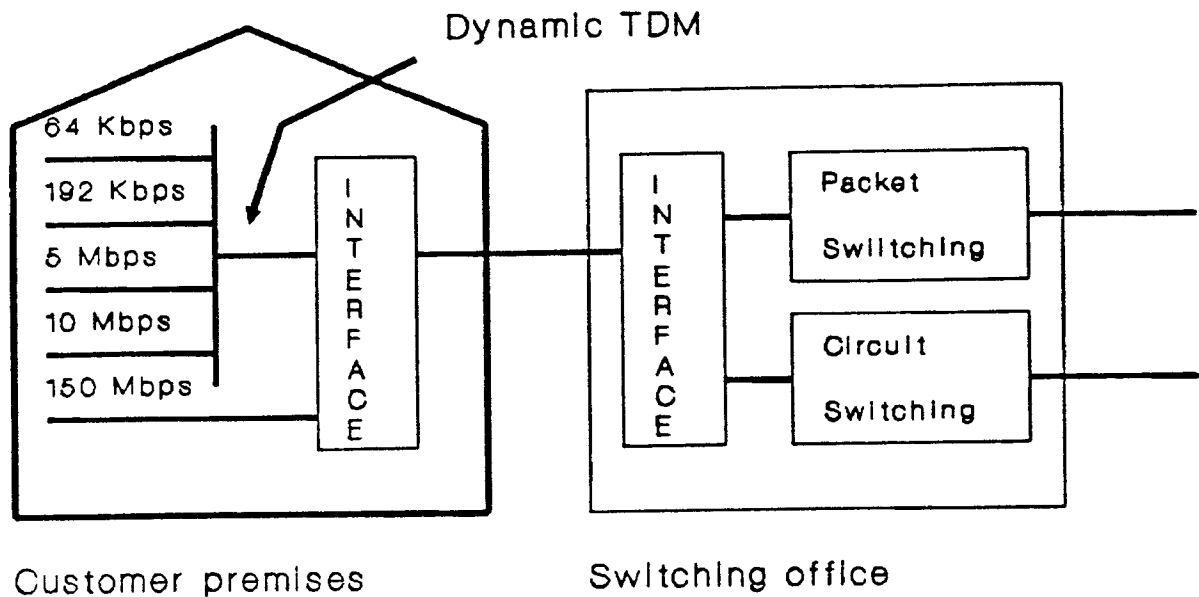 Dynamic TDM
64 Kbps
192 Kbps
5 Mbps
10 Mbps
150 Mbps
INTERFACE
INTERFACE
Packet
Swiitching
Circuit
Switching
Customer premises
Switching office